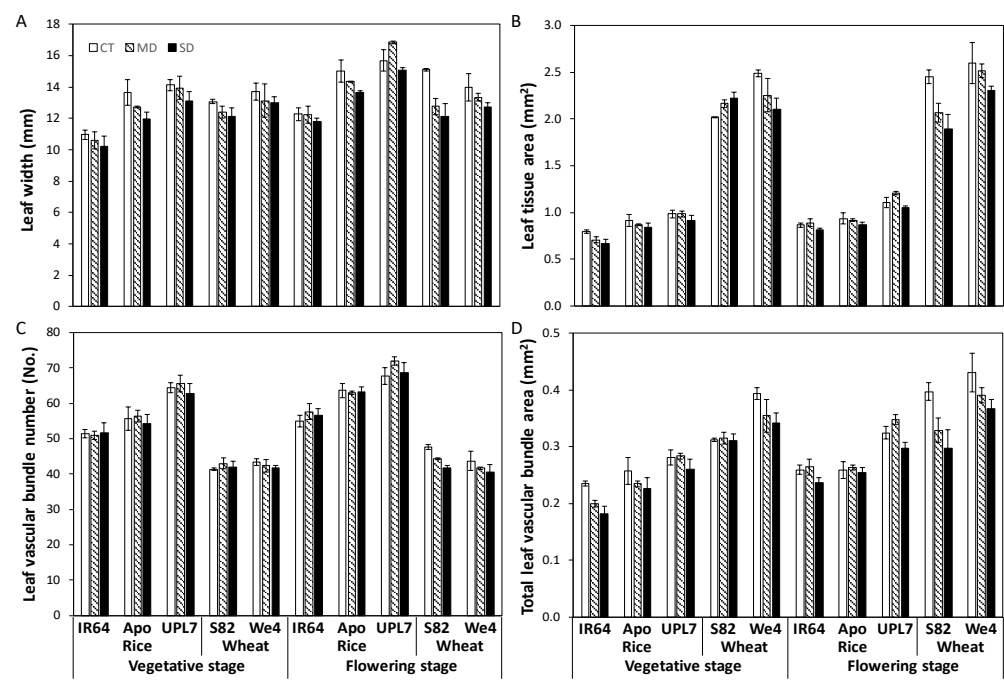 A
18
16
14
12
10
8
6
4
2
0
Leaf width (mm)
CT MD SD
B
3.0
2.5
2.0
1.5
1.0
0.5
0.0
Leaf tissue area (mm²)
C
80
70
60
50
40
30
20
10
0
Leaf vascular bundle number (No.)
IR64 Apo UPL7 S82 We4 IR64 Apo UPL7 S82 We4
Rice Wheat Rice Wheat
Vegetative stage Flowering stage
D
0.5
0.4
0.3
0.2
0.1
0.0
Total leaf vascular bundle area (mm²)
IR64 Apo UPL7 S82 We4 IR64 Apo UPL7 S82 We4
Rice Wheat Rice Wheat
Vegetative stage Flowering stage